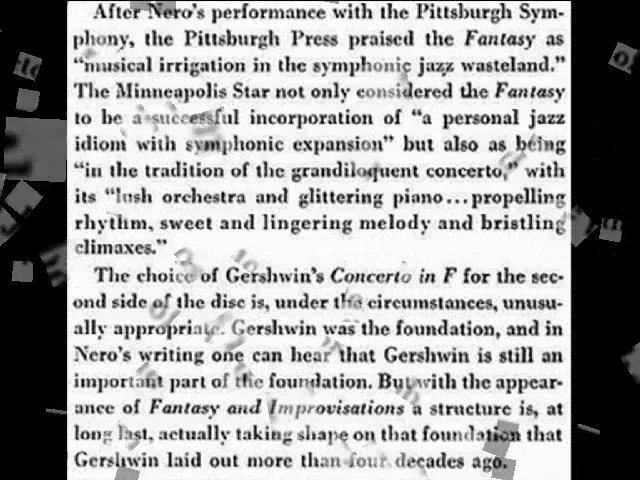 After Nero's performance with the Pittsburgh Sym-
phony, the Pittsburgh Press praised the Fantasy as
“musical irrigation in the symphonic jazz wasteland.”
The Minneapolis Star not only considered the Fantasy
to be a successful incorporation of “a personal jazz
idiom with symphonic expansion” but also as being
“in the tradition of the grandiloquent concerto,” with
its “lush orchestra and glittering piano...propelling
rhythm, sweet and lingering melody and bristling
climaxes.”
The choice of Gershwin's Concerto in F for the sec-
ond side of the disc is, under the circumstances, unusu-
ally appropriate. Gershwin was the foundation, and in
Nero's writing one can hear that Gershwin is still an
important part of the foundation. But with the appear-
ance of Fantasy and Improvisations a structure is, at
long last, actually taking shape on that foundation that
Gershwin laid out more than four decades ago.